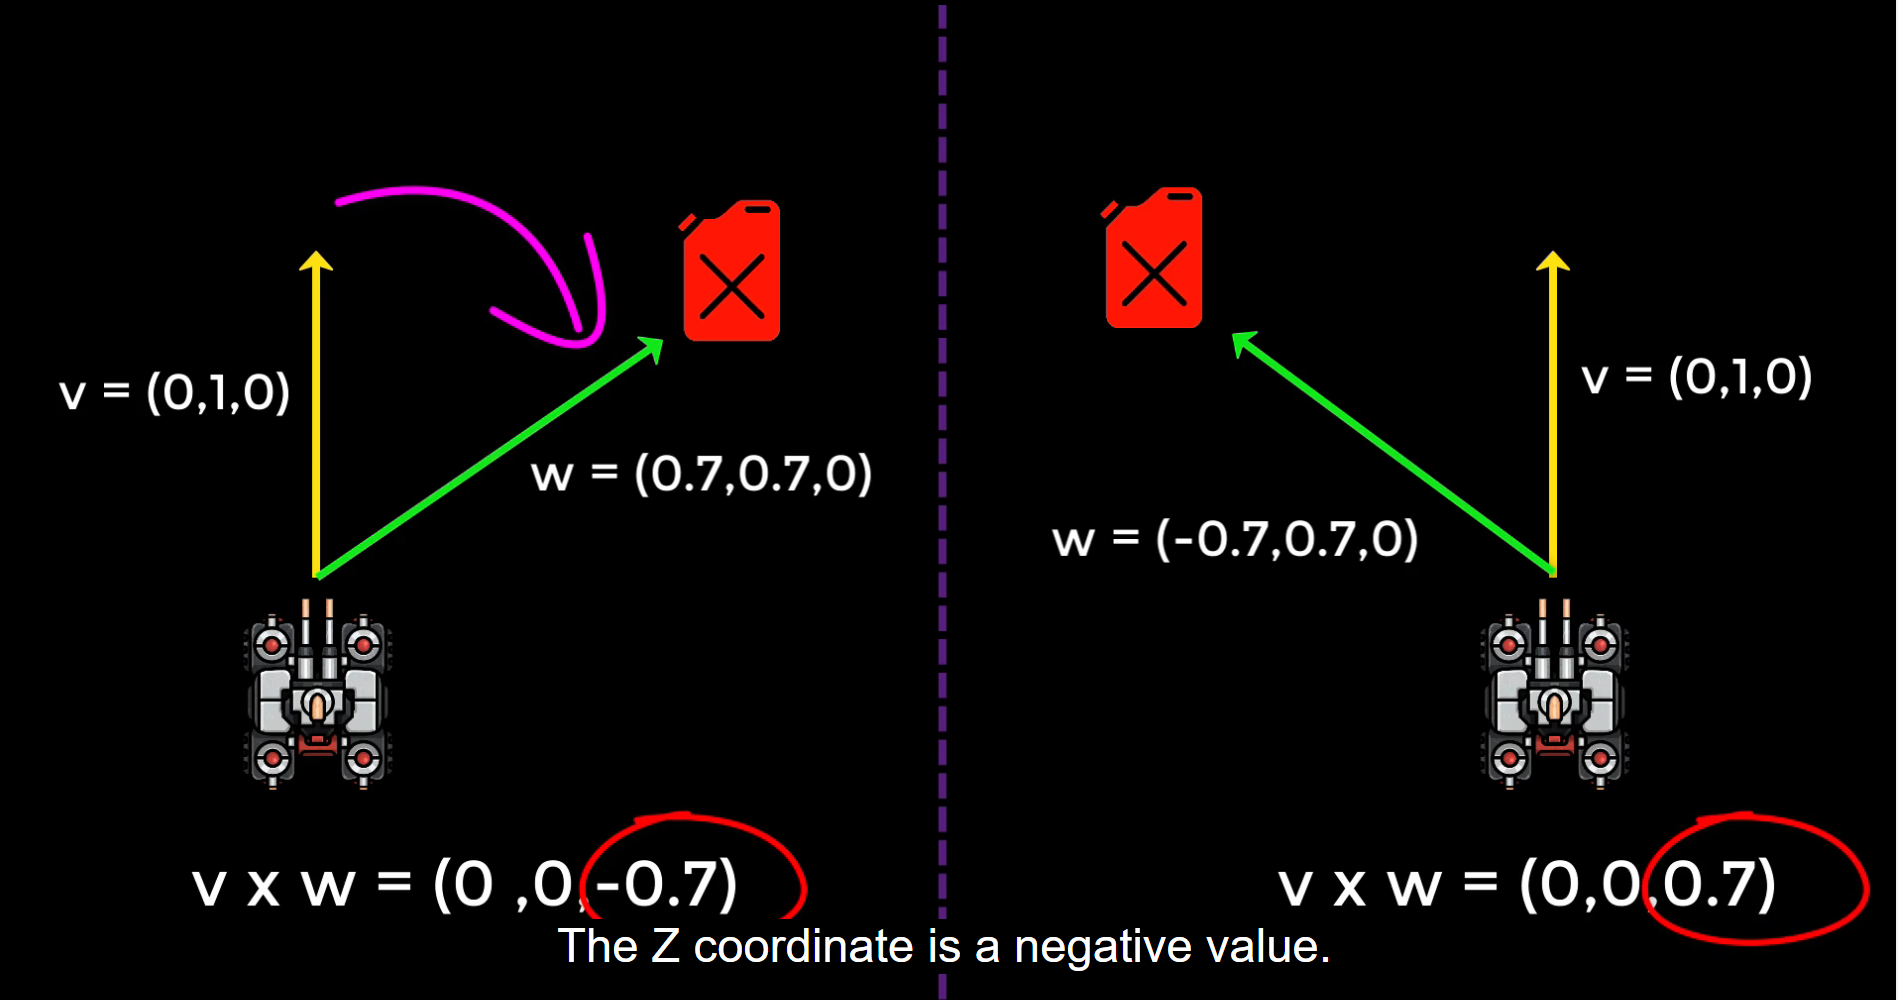 v = (0,1,0)
w = (0.7,0.7,0)
v x w = (0 ,0,-0.7)
v = (0,1,0)
w = (-0.7,0.7,0)
v x w = (0,0,0.7)
The Z coordinate is a negative value.